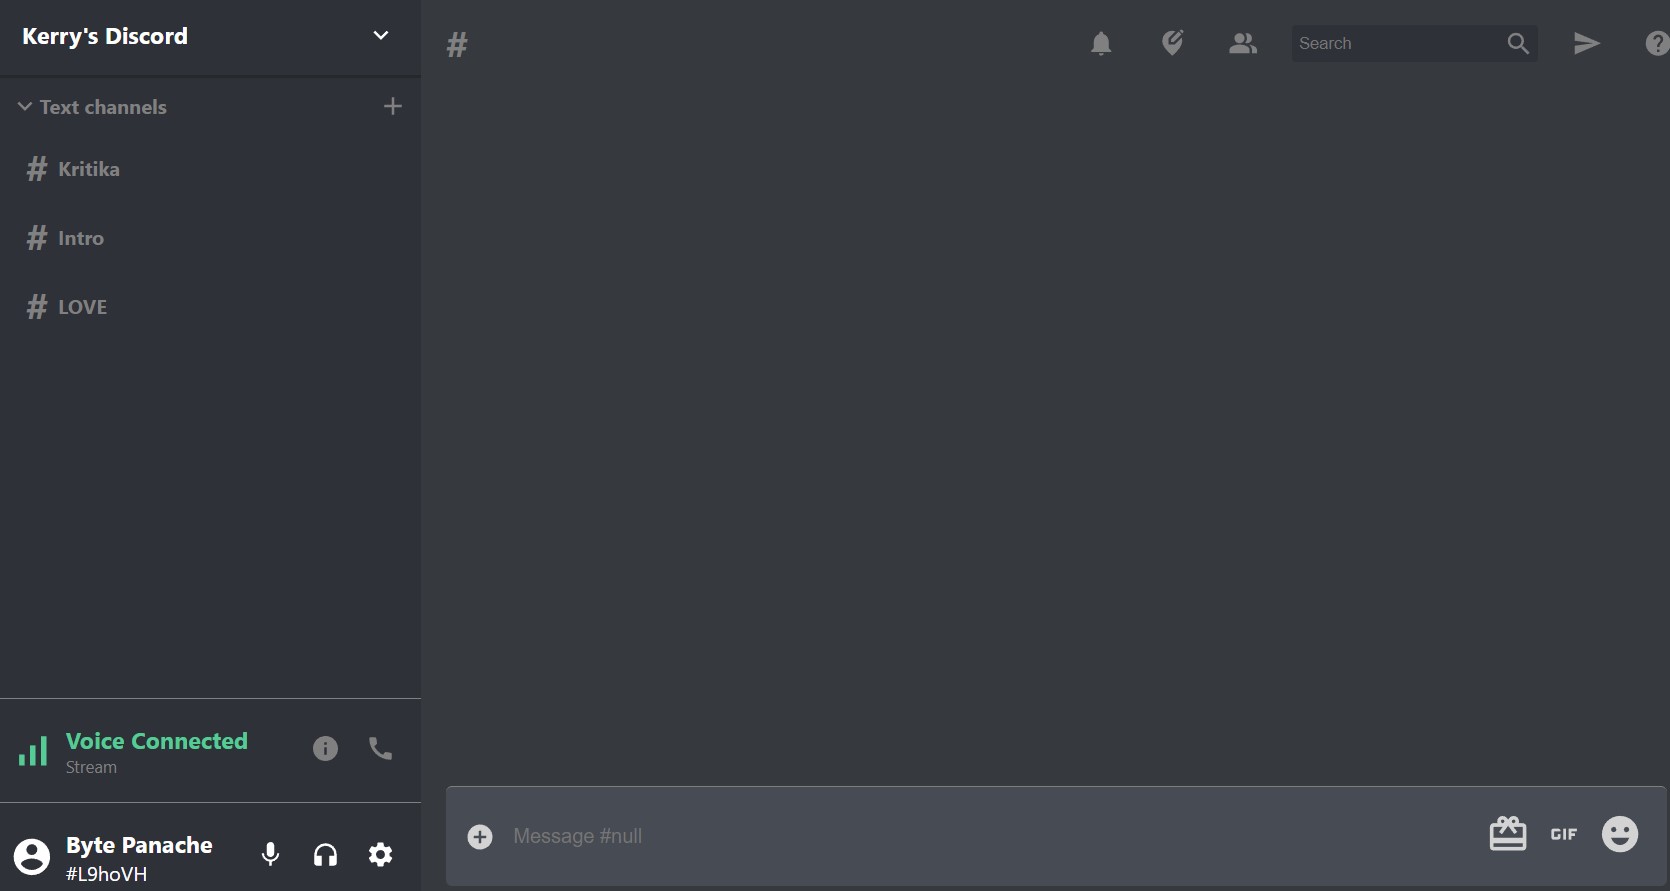 Kerry's Discord
Text channels
# Kritika
# Intro
# LOVE
Voice Connected
Stream
Byte Panache
#L9hoVH
#
Search
Message #null
GIF